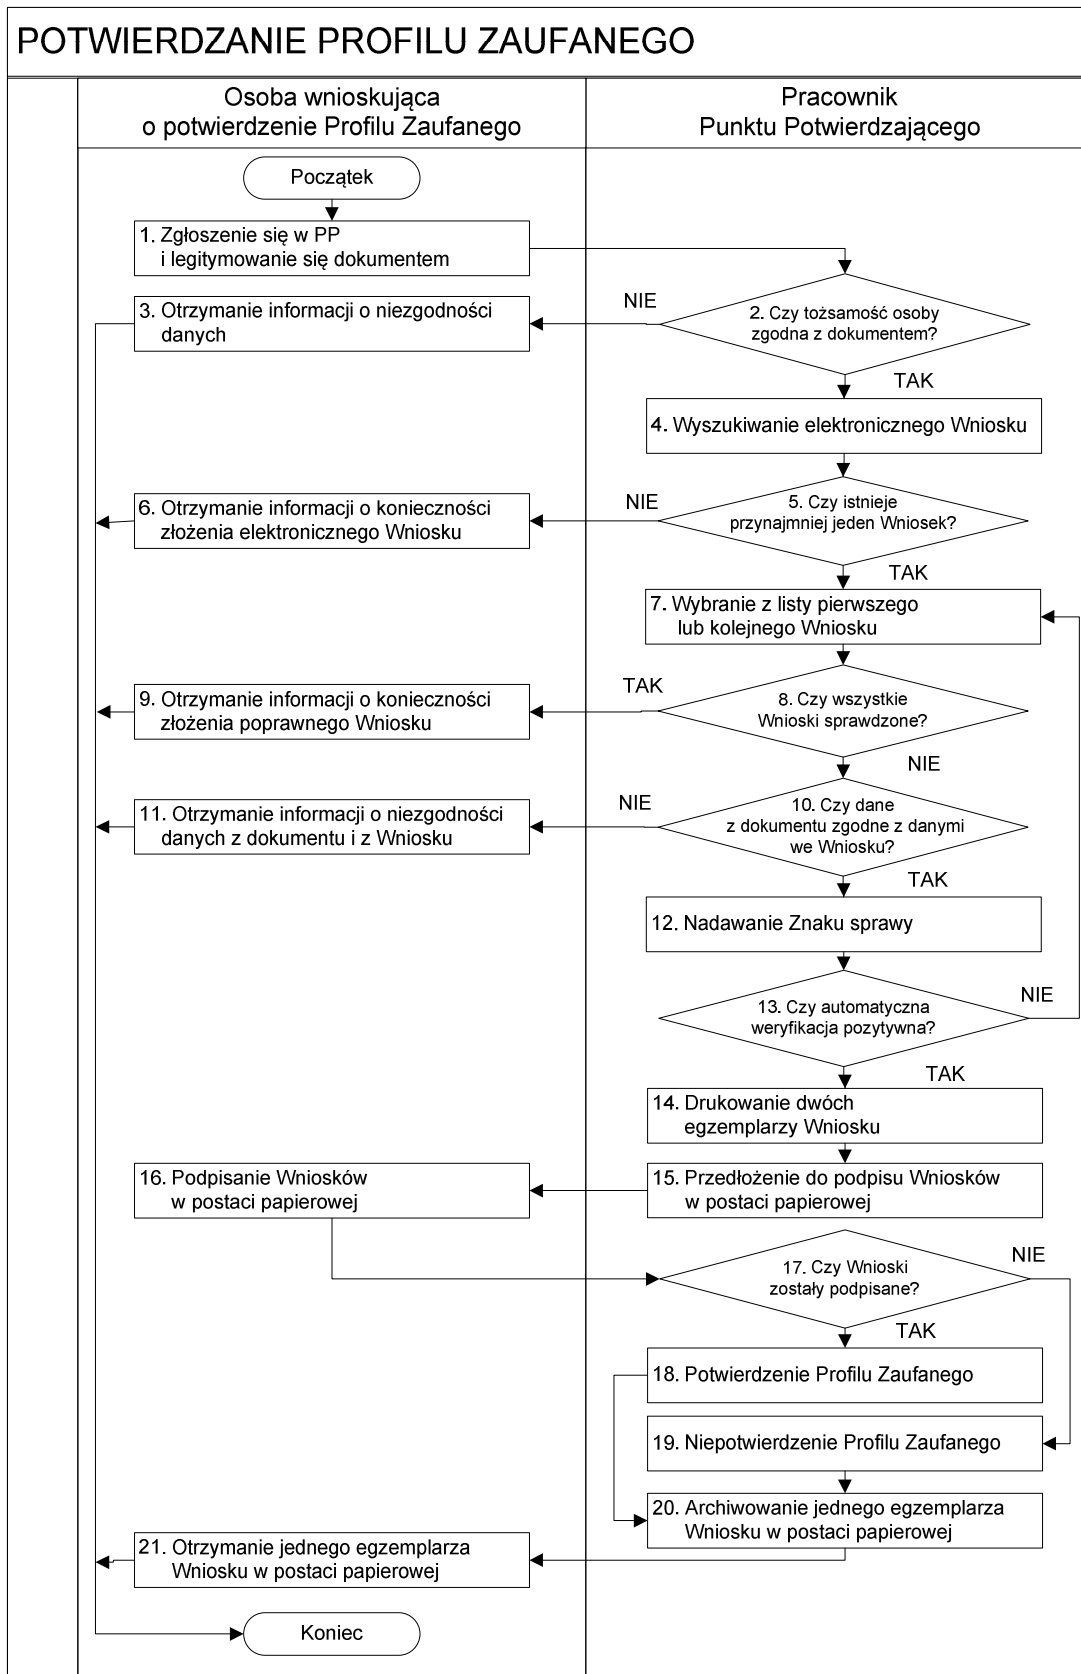 POTWIERDZANIE PROFILU ZAUFANEGO
Osoba wnioskująca
o potwierdzenie Profilu Zaufanego
Pracownik
Punktu Potwierdzającego
Początek
1. Zgłoszenie się w PP
i legitymowanie się dokumentem
2. Czy tożsamość osoby
zgodna z dokumentem?
NIE
3. Otrzymanie informacji o niezgodności
danych
TAK
4. Wyszukiwanie elektronicznego Wniosku
5. Czy istnieje
przynajmniej jeden Wniosek?
NIE
6. Otrzymanie informacji o konieczności
złożenia elektronicznego Wniosku
TAK
7. Wybranie z listy pierwszego
lub kolejnego Wniosku
8. Czy wszystkie
Wnioski sprawdzone?
TAK
9. Otrzymanie informacji o konieczności
złożenia poprawnego Wniosku
NIE
10. Czy dane
z dokumentu zgodne z danymi
we Wniosku?
NIE
11. Otrzymanie informacji o niezgodności
danych z dokumentu i z Wniosku
TAK
12. Nadawanie Znaku sprawy
13. Czy automatyczna
weryfikacja pozytywna?
NIE
TAK
14. Drukowanie dwóch
egzemplarzy Wniosku
15. Przedłożenie do podpisu Wniosków
w postaci papierowej
16. Podpisanie Wniosków
w postaci papierowej
17. Czy Wnioski
zostały podpisane?
NIE
TAK
18. Potwierdzenie Profilu Zaufanego
19. Niepotwierdzenie Profilu Zaufanego
20. Archiwowanie jednego egzemplarza
Wniosku w postaci papierowej
21. Otrzymanie jednego egzemplarza
Wniosku w postaci papierowej
Koniec